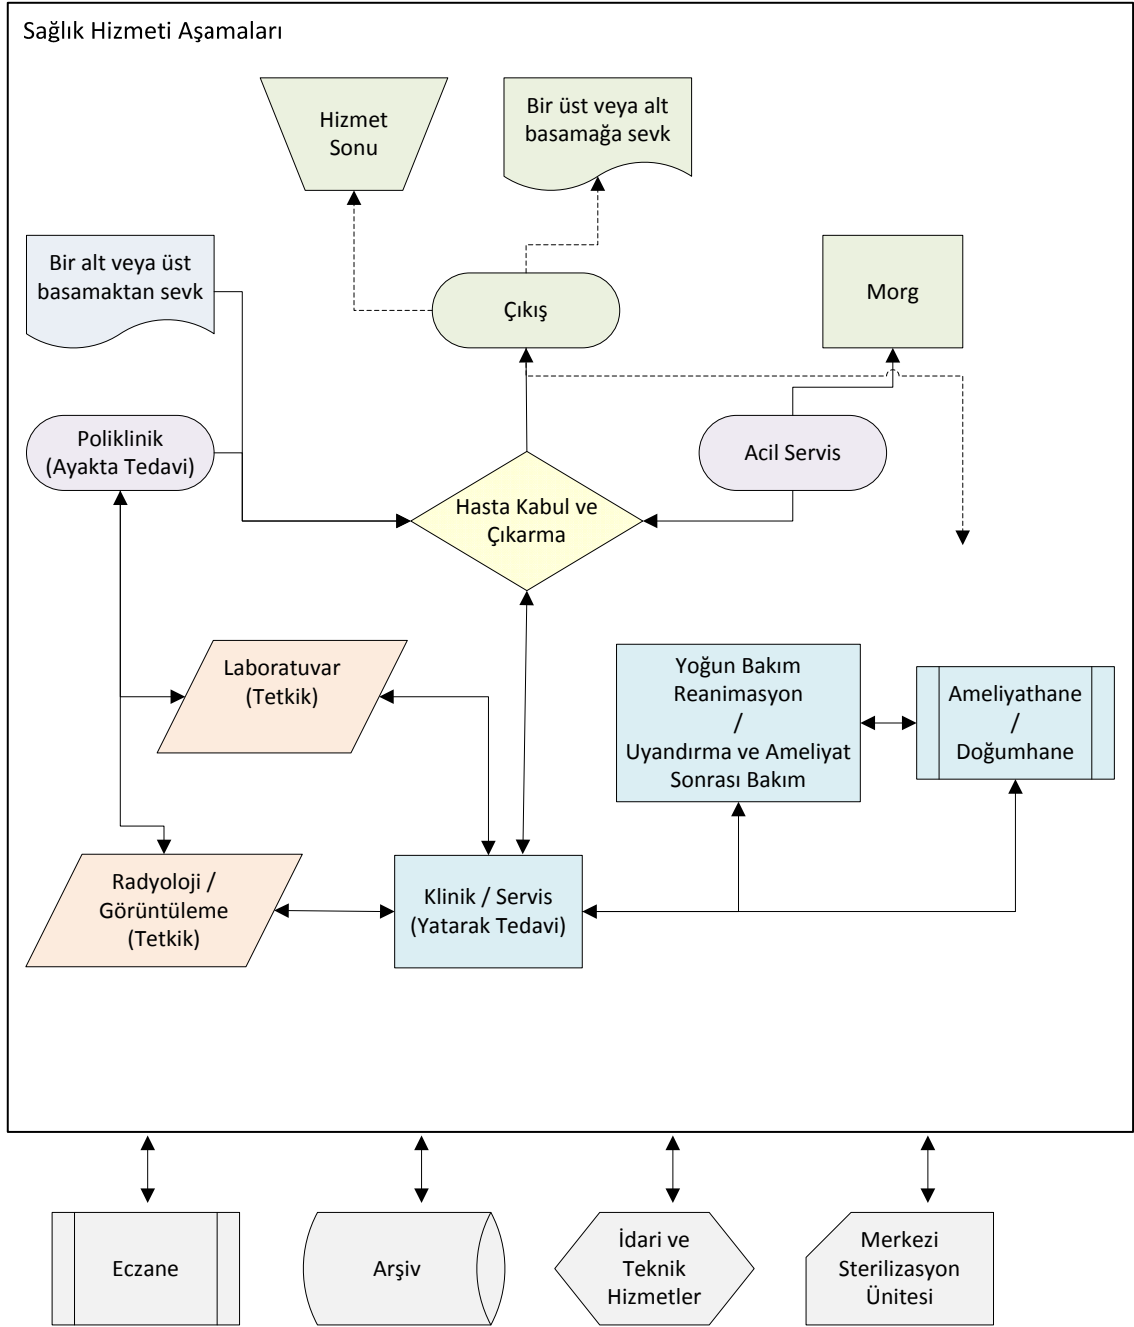 Sağlık Hizmeti Aşamaları
Hizmet
Sonu
Bir üst veya alt
basamağa sevk
Bir alt veya üst
basamaktan sevk
Çıkış
Morg
Poliklinik
(Ayakta Tedavi)
Acil Servis
Hasta Kabul ve
Çıkarma
Laboratuvar
(Tetkik)
Yoğun Bakım
Reanimasyon
/
Uyandırma ve Ameliyat
Sonrası Bakım
Ameliyathane
/
Doğumhane
Radyoloji /
Görüntüleme
(Tetkik)
Klinik / Servis
(Yatarak Tedavi)
Eczane
Arşiv
İdari ve
Teknik
Hizmetler
Merkezi
Sterilizasyon
Ünitesi